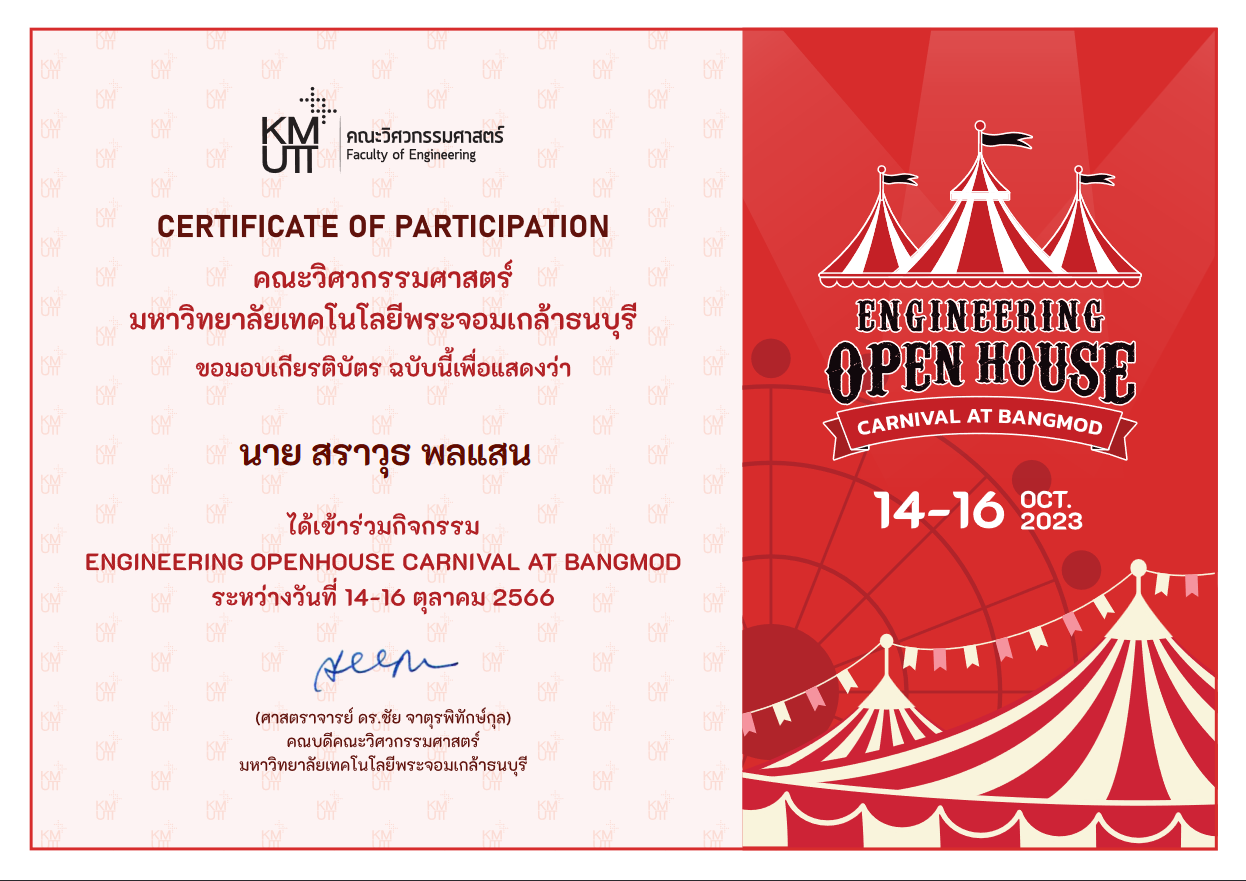 KM
UTT
คณะวิศวกรรมศาสตร์
Faculty of Engineering
CERTIFICATE OF PARTICIPATION
คณะวิศวกรรมศาสตร์
มหาวิทยาลัยเทคโนโลยีพระจอมเกล้าธนบุรี
ขอมอบเกียรติบัตร ฉบับนี้เพื่อแสดงว่า
นาย สราวุธ พลแสน
ได้เข้าร่วมกิจกรรม
ENGINEERING OPENHOUSE CARNIVAL AT BANGMOD
ระหว่างวันที่ 14-16 ตุลาคม 2566
(ศาสตราจารย์ ดร.ชัย จาตุรพิทักษ์กุล)
คณบดีคณะวิศวกรรมศาสตร์
มหาวิทยาลัยเทคโนโลยีพระจอมเกล้าธนบุรี
ENGINEERING
OPEN HOUSE
CARNIVAL AT BANGMOD
14-16 OCT.
2023